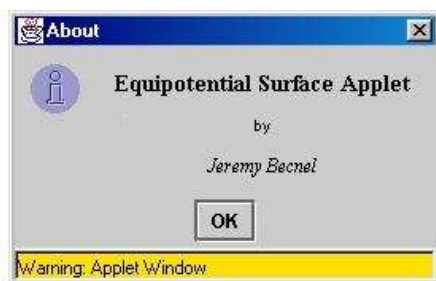 About
Equipotential Surface Applet
by
Jeremy Becnel
OK
Warning: Applet Window